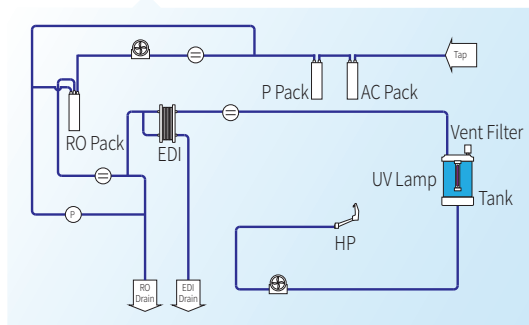 Tap
P Pack
AC Pack
RO Pack
EDI
Vent Filter
UV Lamp
Tank
P
HP
RO
Drain
EDI
Drain